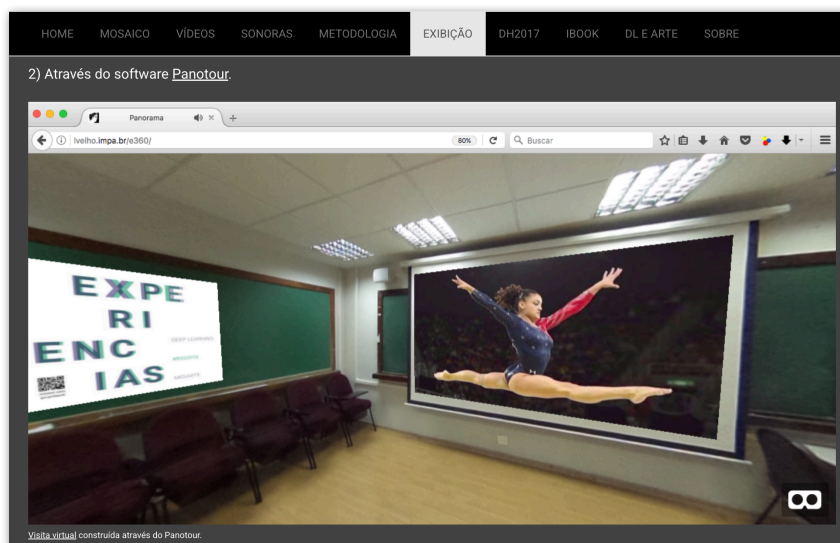 HOME MOSAICO VÍDEOS SONORAS METODOLOGIA EXIBIÇÃO DH2017 IBOOK DL E ARTE SOBRE
2) Através do software Panotour.
Panorama
lvelho.impa.br/e360/ 80% Buscar
EXPE
RI
ENC
IAS
DEEP LEARNING
Visita virtual construída através do Panotour.